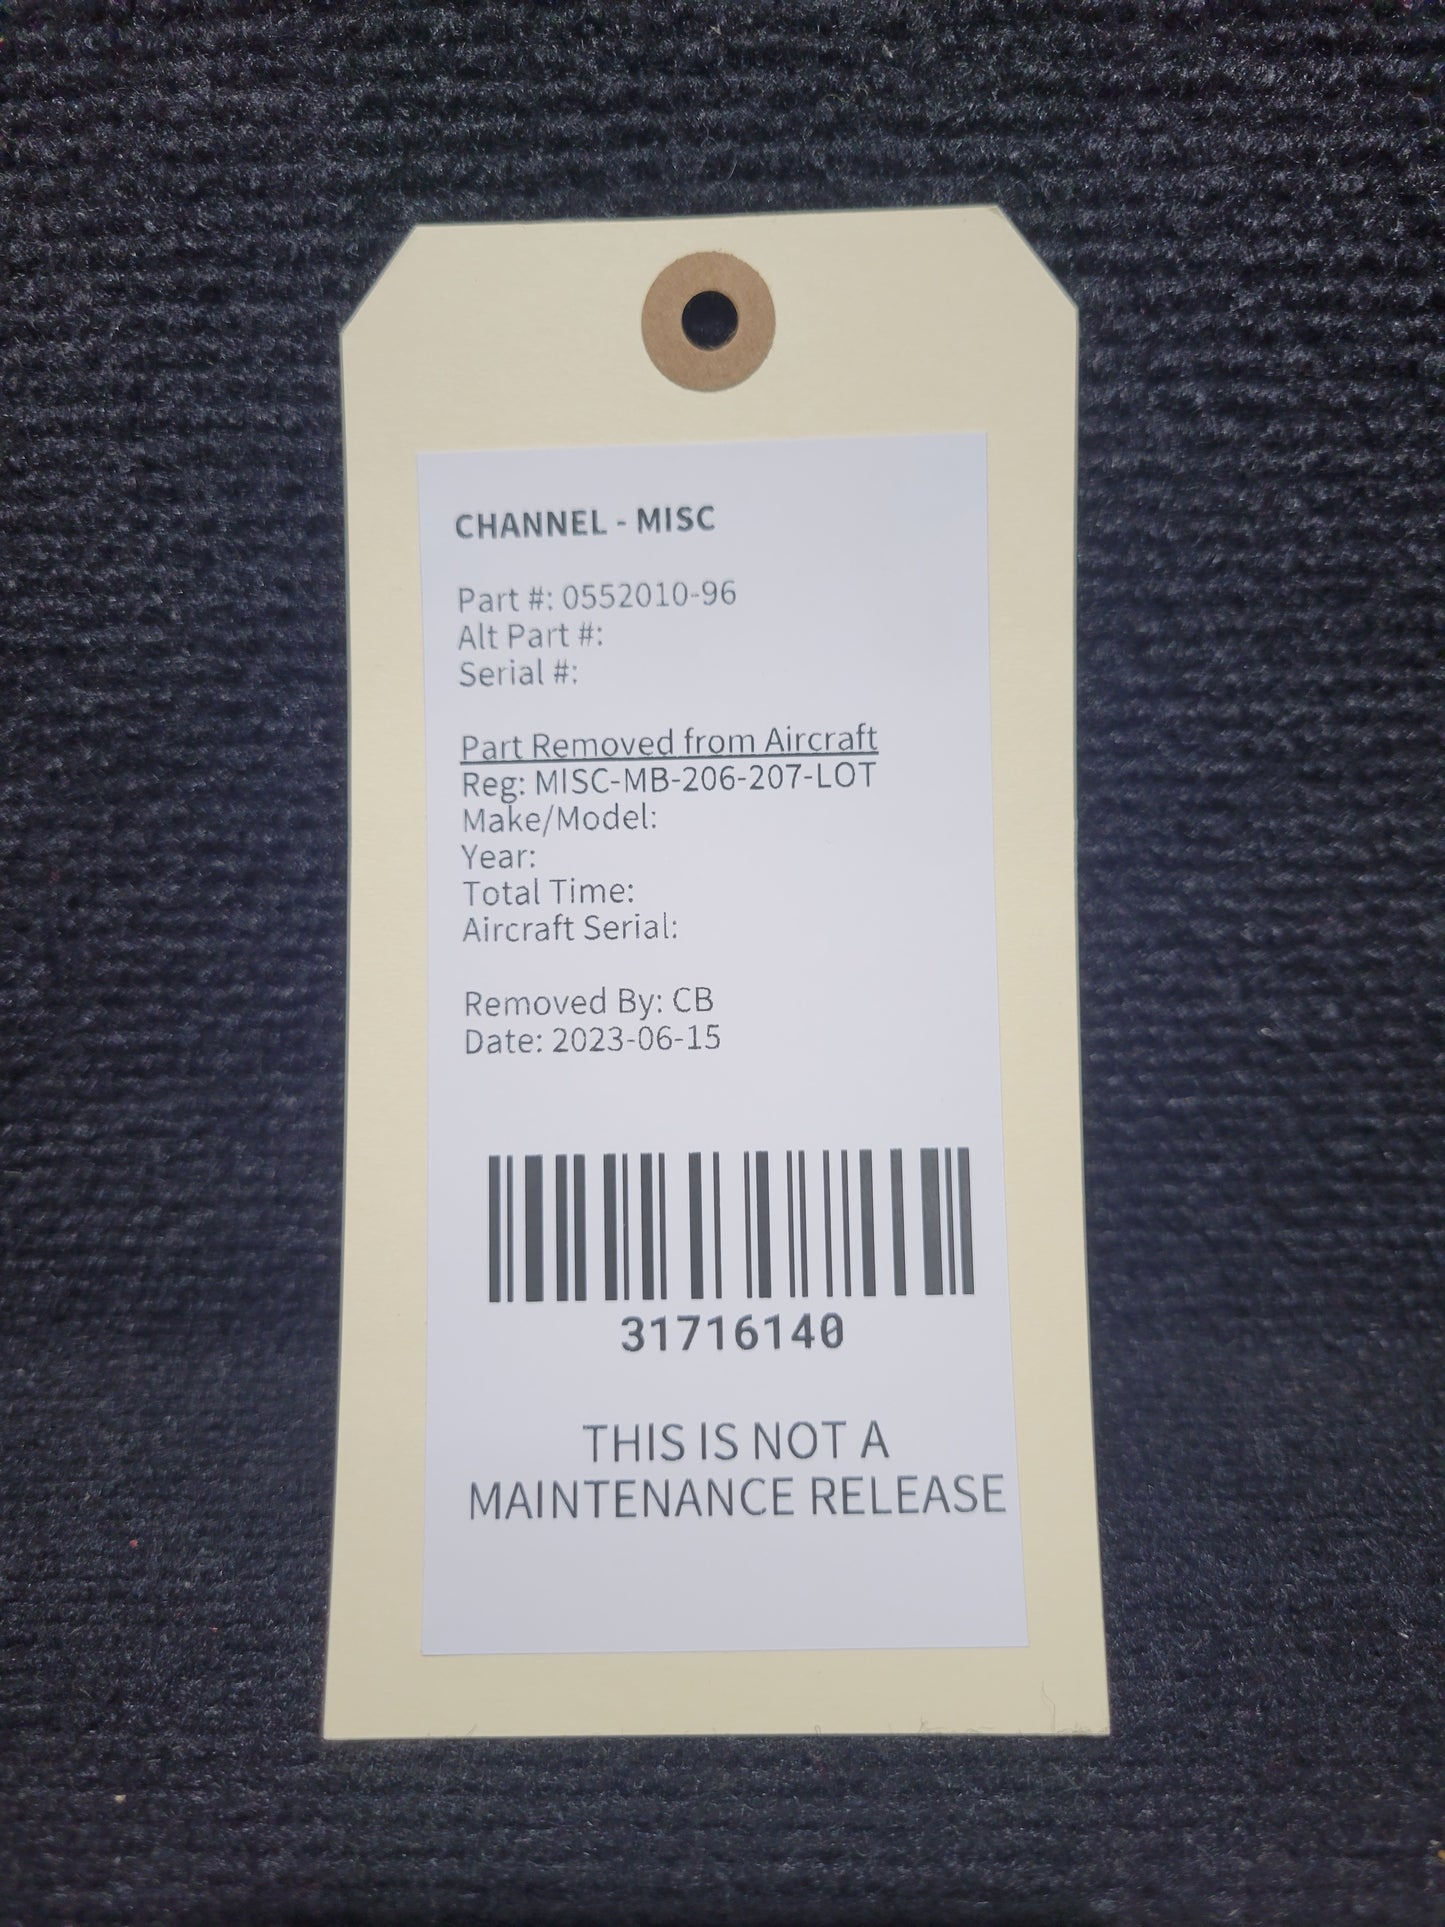 CHANNEL - MISC
Part #: 0552010-96
Alt Part #:
Serial #:
Part Removed from Aircraft
Reg: MISC-MB-206-207-LOT
Make/Model:
Year:
Total Time:
Aircraft Serial:
Removed By: CB
Date: 2023-06-15
31716140
THIS IS NOT A
MAINTENANCE RELEASE